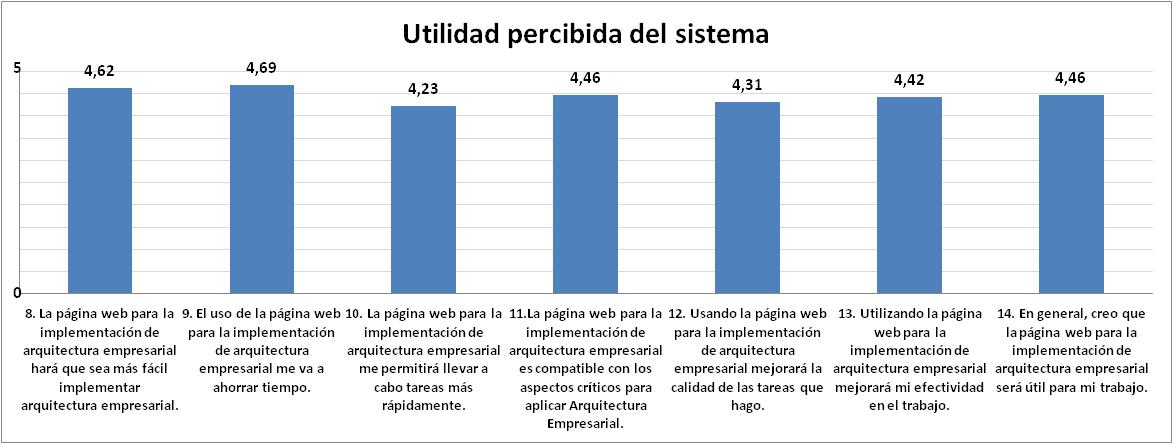 Utilidad percibida del sistema
5
4,62
4,69
4,23
4,46
4,31
4,42
4,46
0
8. La página web para la
implementación de
arquitectura empresarial
hará que sea más fácil
implementar
arquitectura empresarial.
9. El uso de la página web
para la implementación
de arquitectura
empresarial me va a
ahorrar tiempo.
10. La página web para la
implementación de
arquitectura empresarial
me permitirá llevar a
cabo tareas más
rápidamente.
11.La página web para la
implementación de
arquitectura empresarial
es compatible con los
aspectos críticos para
aplicar Arquitectura
Empresarial.
12. Usando la página web
para la implementación
de arquitectura
empresarial mejorará la
calidad de las tareas que
hago.
13. Utilizando la página
web para la
implementación de
arquitectura empresarial
mejorará mi efectividad
en el trabajo.
14. En general, creo que
la página web para la
implementación de
arquitectura empresarial
será útil para mi trabajo.